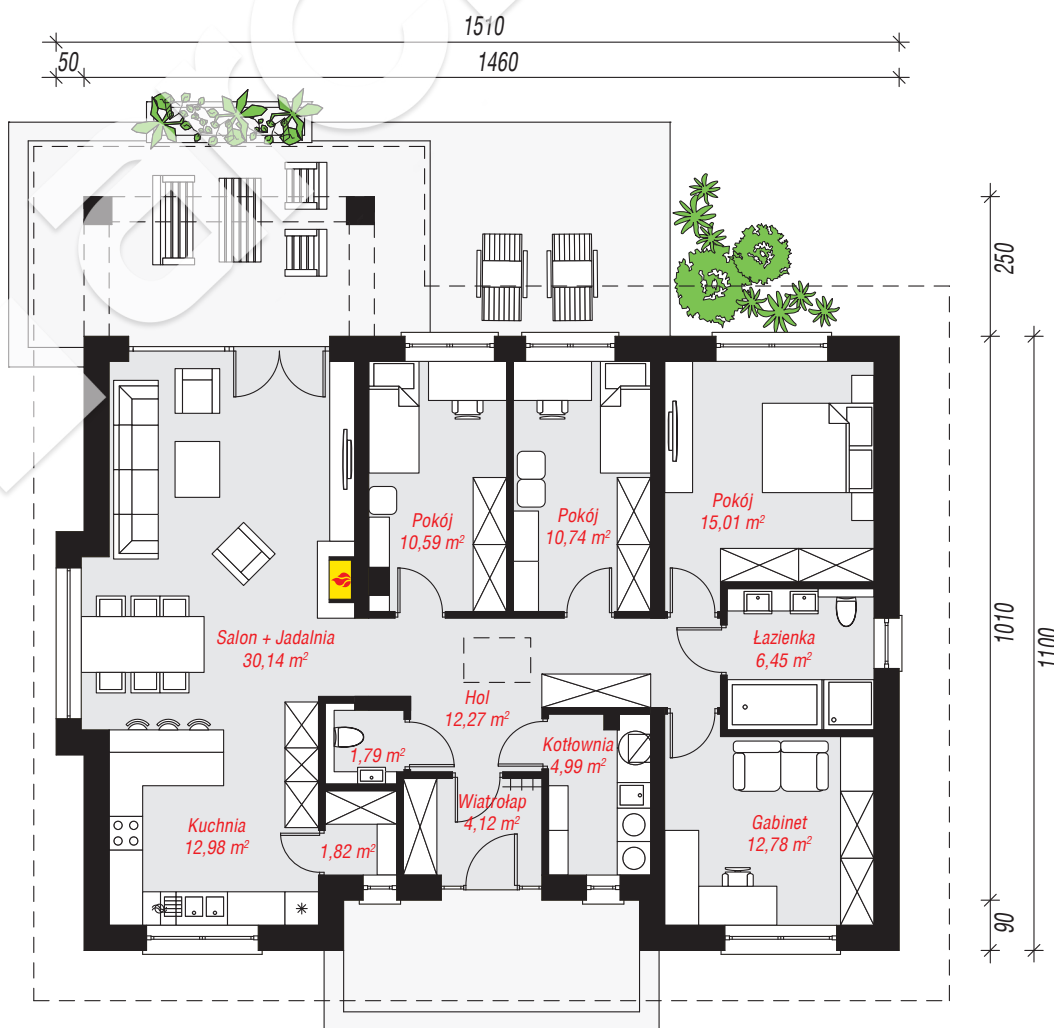 1510
50
1460
250
Pokój
10,59 m²
Pokój
10,74 m²
Pokój
15,01 m²
Salon + Jadalnia
30,14 m²
Łazienka
6,45 m²
1010
1100
Hol
12,27 m²
1,79 m²
Kotłownia
4,99 m²
Wiatrołap
4,12 m²
Kuchnia
12,98 m²
1,82 m²
Gabinet
12,78 m²
90